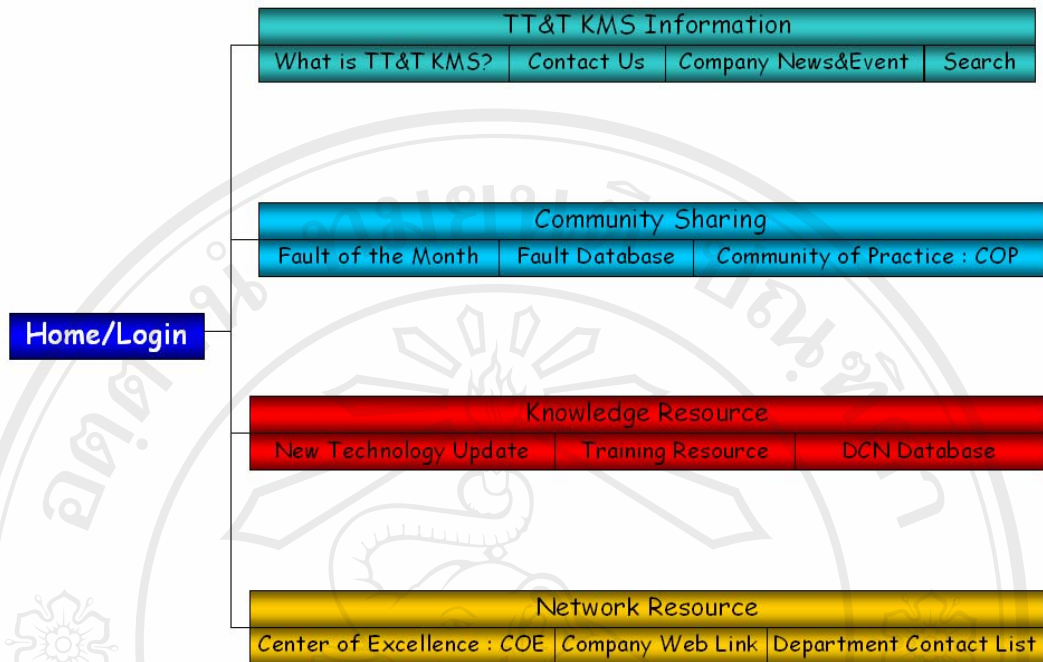 TT&T KMS Information
What is TT&T KMS? Contact Us Company News&Event Search
Community Sharing
Fault of the Month Fault Database Community of Practice : COP
Home/Login
Knowledge Resource
New Technology Update Training Resource DCN Database
Network Resource
Center of Excellence : COE Company Web Link Department Contact List